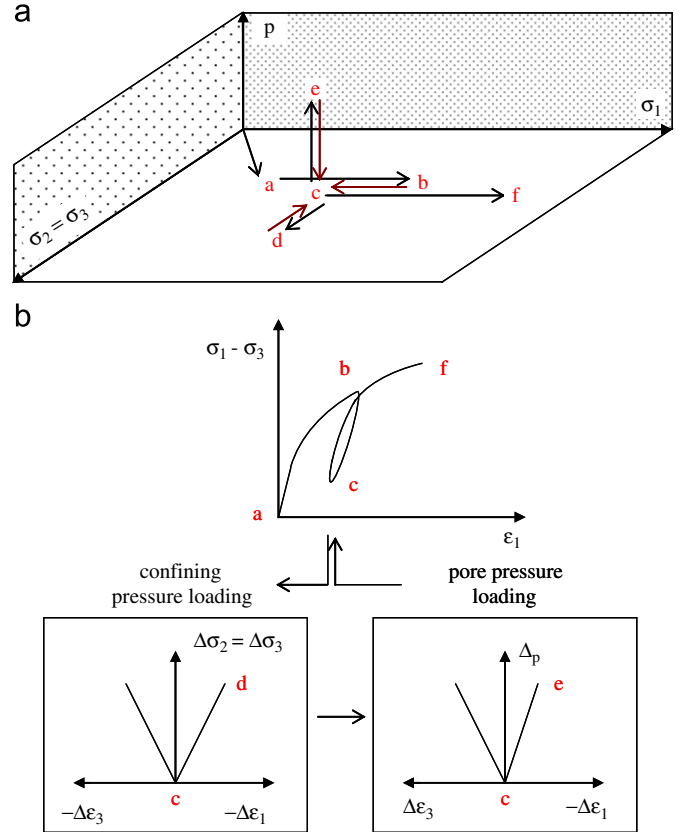 a
p
e
σ1
a
c
b
f
d
σ2 = σ3
b
σ1 - σ3
b
f
c
a
ε1
confining
pressure loading
pore pressure
loading
Δσ2 = Δσ3
d
c
−Δε3
−Δε1
Δp
e
c
Δε3
−Δε1